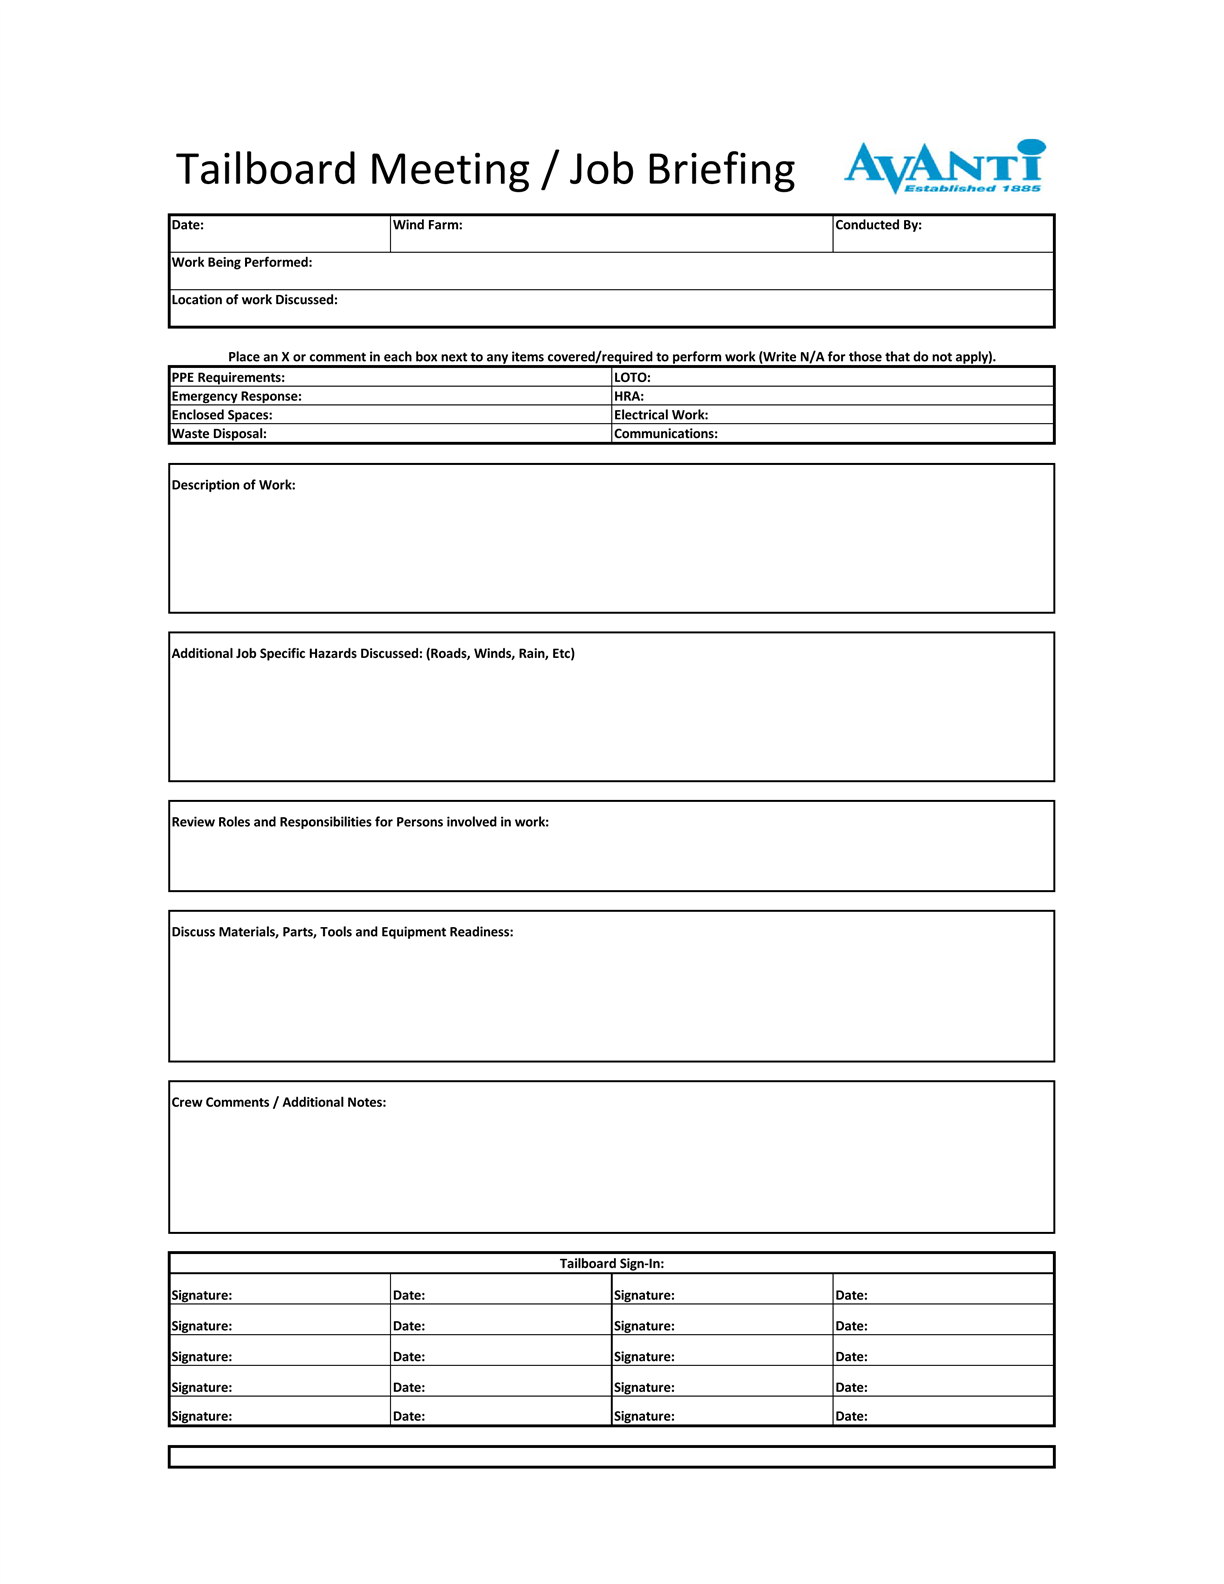 Tailboard Meeting / Job Briefing
AVANTi
Established 1885
Date: Wind Farm: Conducted By:
Work Being Performed:
Location of work Discussed:
Place an X or comment in each box next to any items covered/required to perform work (Write N/A for those that do not apply).
PPE Requirements: LOTO:
Emergency Response: HRA:
Enclosed Spaces: Electrical Work:
Waste Disposal: Communications:
Description of Work:
Additional Job Specific Hazards Discussed: (Roads, Winds, Rain, Etc)
Review Roles and Responsibilities for Persons involved in work:
Discuss Materials, Parts, Tools and Equipment Readiness:
Crew Comments / Additional Notes:
Tailboard Sign-In:
Signature: Date: Signature: Date:
Signature: Date: Signature: Date:
Signature: Date: Signature: Date:
Signature: Date: Signature: Date:
Signature: Date: Signature: Date: